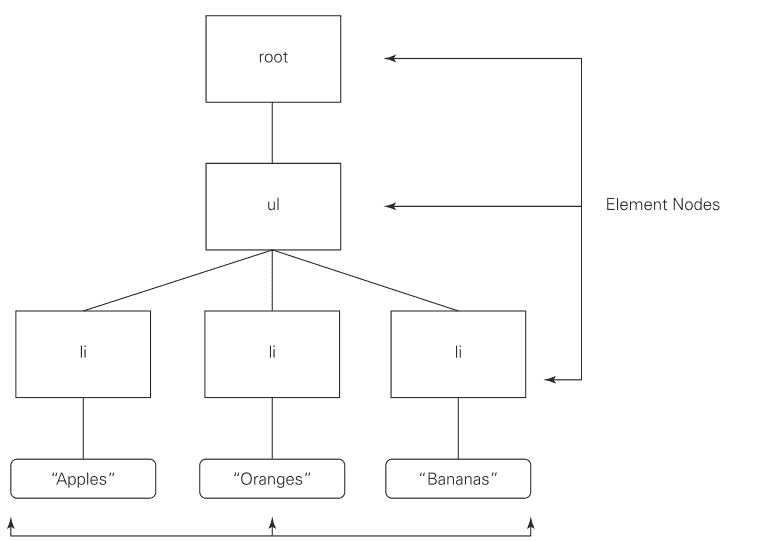 root
ul
Element Nodes
li
li
li
“Apples”
“Oranges”
“Bananas“